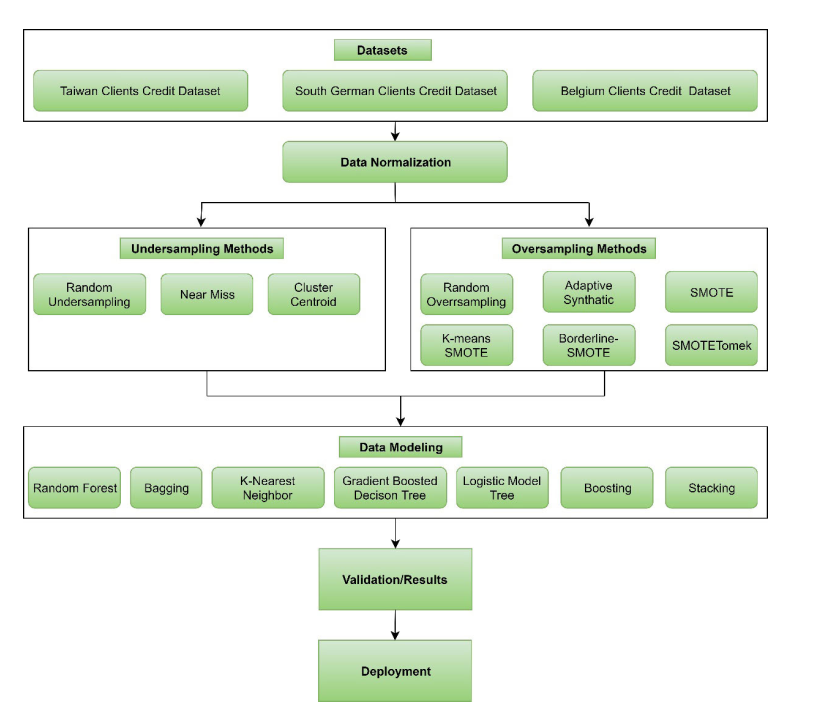 Datasets
Taiwan Clients Credit Dataset
South German Clients Credit Dataset
Belgium Clients Credit Dataset
Data Normalization
Undersampling Methods
Random
Undersampling
Near Miss
Cluster
Centroid
Oversampling Methods
Random
Overrsampling
Adaptive
Synthatic
SMOTE
K-means
SMOTE
Borderline-
SMOTE
SMOTETomek
Data Modeling
Random Forest
Bagging
K-Nearest
Neighbor
Gradient Boosted
Decison Tree
Logistic Model
Tree
Boosting
Stacking
Validation/Results
Deployment